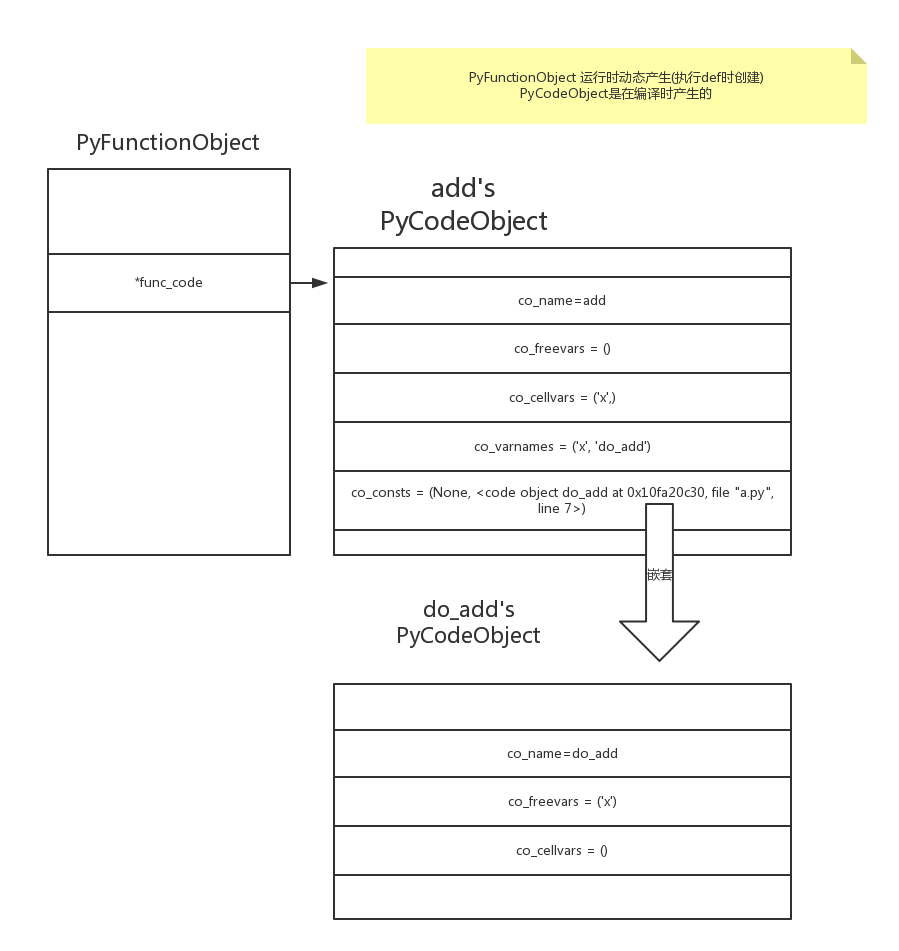 PyFunctionObject 运行时动态产生(执行def时创建)
PyCodeObject是在编译时产生的
PyFunctionObject
*func_code
add's
PyCodeObject
co_name=add
co_freevars = ()
co_cellvars = ('x',)
co_varnames = ('x', 'do_add')
co_consts = (None, <code object do_add at 0x10fa20c30, file "a.py",
line 7>)
嵌套
do_add's
PyCodeObject
co_name=do_add
co_freevars = ('x')
co_cellvars = ()